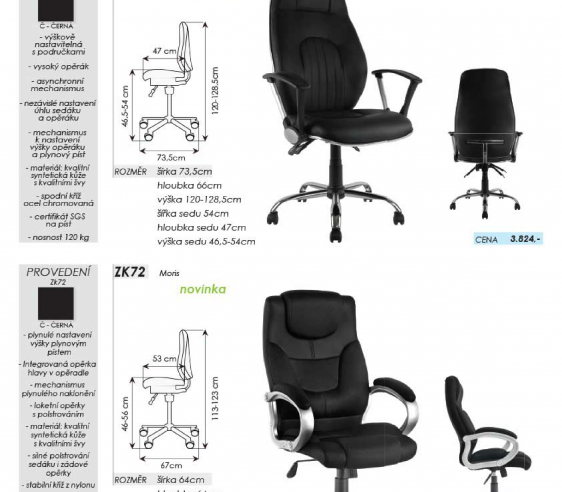 Č - ČERNÁ
- výškově
nastavitelná
s područkami
- vysoký opěrák
- asynchronní
mechanismus
- nezávislé nastavení
úhlu sedáku
a opěráku
- mechanismus
k nastavení
výšky opěráku
a plynový píst
- materiál: kvalitní
syntetická kůže
s kvalitními švy
- spodní kříž
ocel chromovaná
- certifikát SGS
na píst
- nosnost 120 kg
47 cm
46,5-54 cm
120-128,5cm
73,5cm
ROZMĚR šířka 73,5cm
hloubka 66cm
výška 120-128,5cm
šířka sedu 54cm
hloubka sedu 47cm
výška sedu 46,5-54cm
CENA 3.824,-
PROVEDENÍ
Zk72
Č - ČERNÁ
- plynulé nastavení
výšky plynovým
pístem
- Integrovaná opěrka
hlavy v opěradle
- mechanismus
plynulého naklonění
- loketní opěrky
s polstrováním
- materiál: kvalitní
syntetická kůže
s kvalitními švy
- silné polstrování
sedáku i zádové
opěrky
- stabilní kříž z nylonu
ZK72 Moris
novinka
53 cm
46-56 cm
113-123 cm
67cm
ROZMĚR šířka 64cm